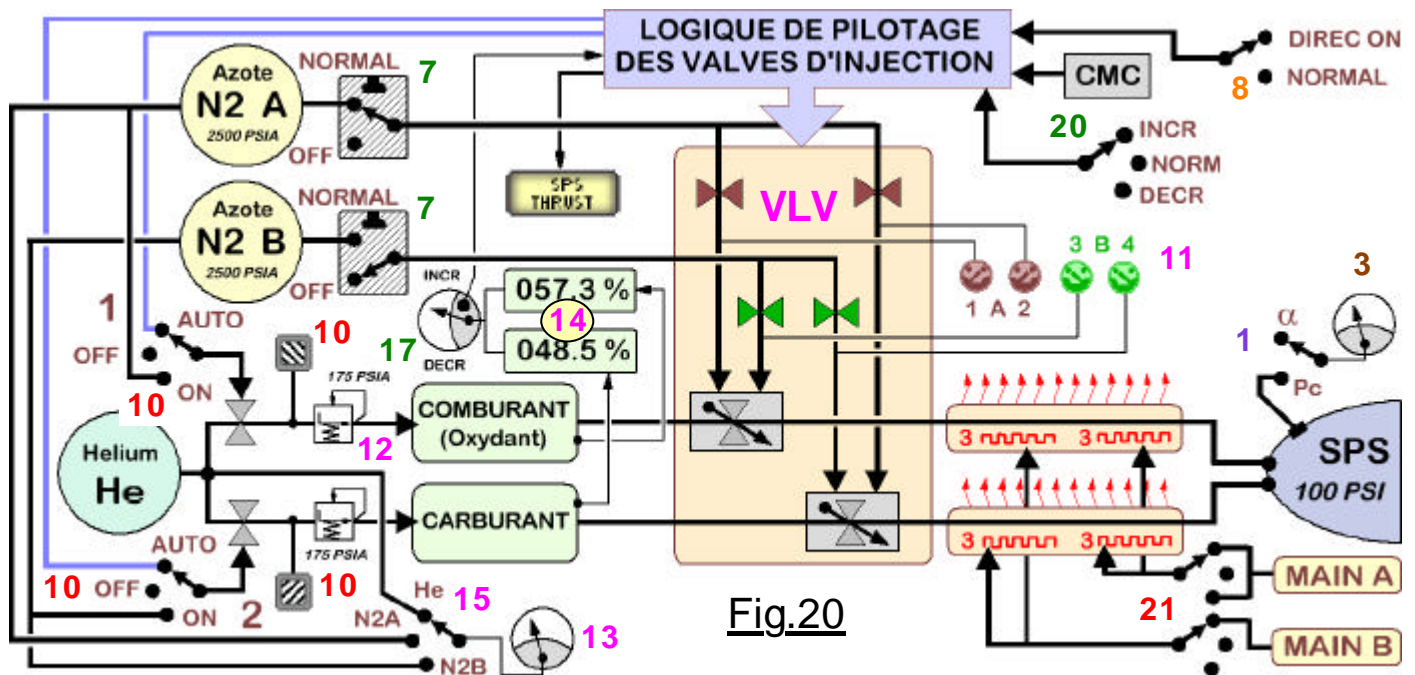 LOGIQUE DE PILOTAGE
DES VALVES D'INJECTION
DIREC ON
NORMAL
8
CMC
20
INCR
NORM
DECR
Azote
N2 A
2500 PSIA
NORMAL
7
OFF
Azote
N2 B
2500 PSIA
NORMAL
7
OFF
SPS
THRUST
VLV
3 B 4
11
1 A 2
3
1
α
Pc
INCR
DECR
17
057.3 %
14
048.5 %
1
AUTO
OFF
ON
10
10
175 PSIA
12
COMBURANT
(Oxydant)
Helium
He
CARBURANT
175 PSIA
AUTO
10
OFF
ON
2
10
He
15
N2A
N2B
13
3
3
3
3
SPS
100 PSI
MAIN A
21
MAIN B
Fig.20